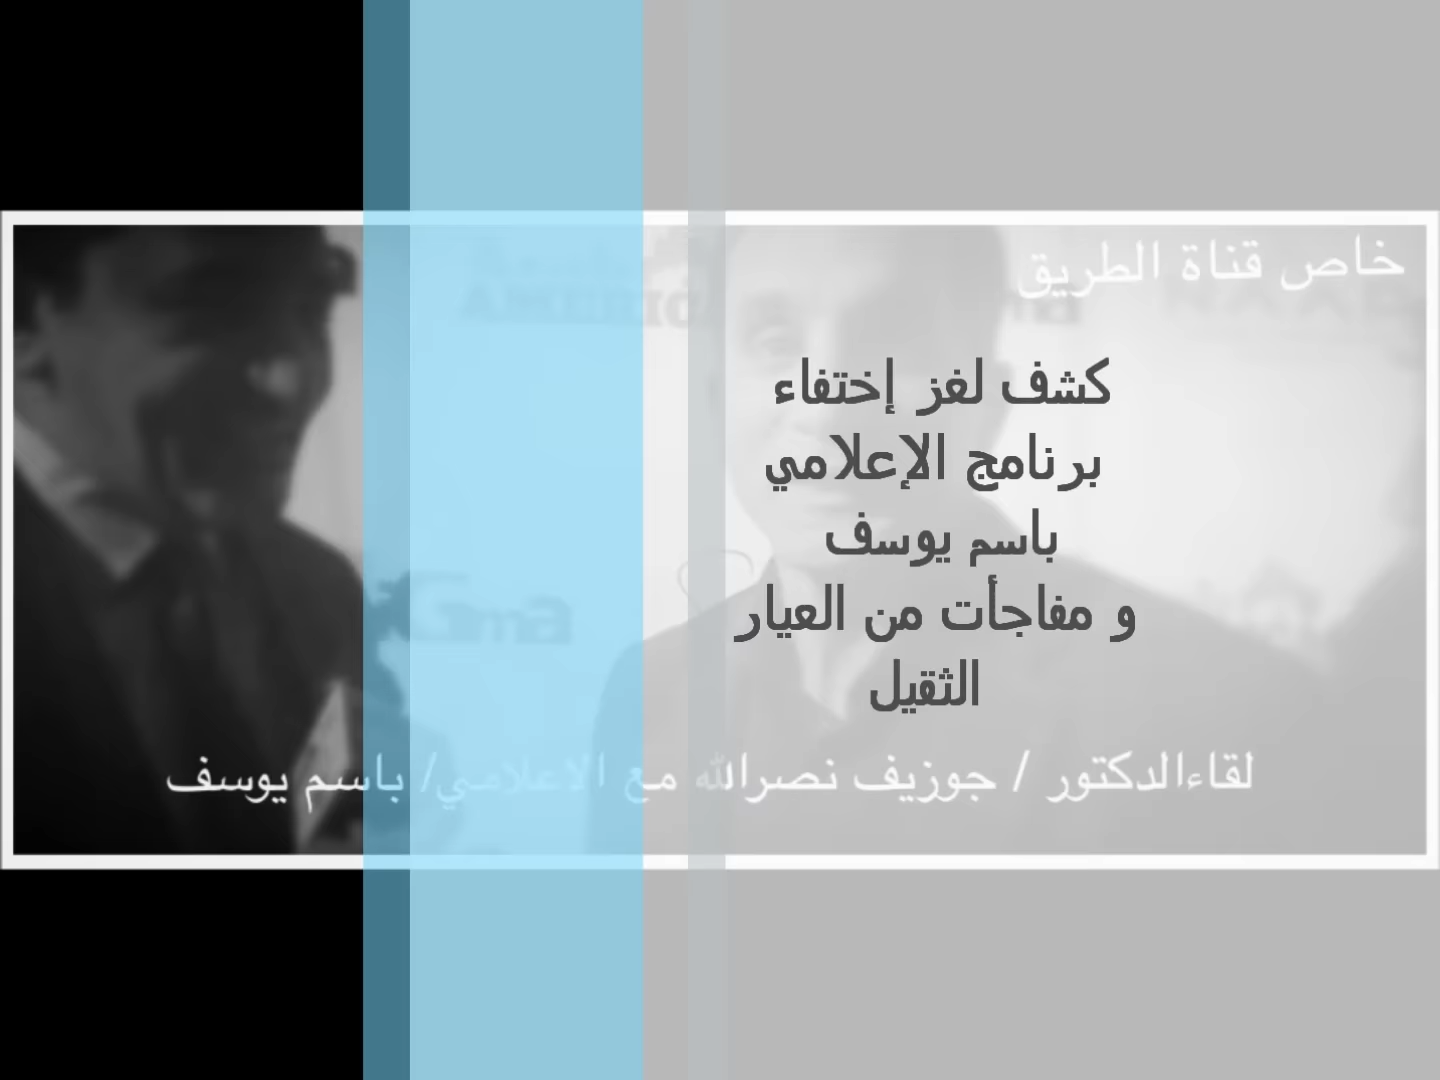 خاص قناة الطريق
كشف لغز إختفاء
برنامج الإعلامي
باسم يوسف
و مفاجأت من العيار
الثقيل
لقاءالدكتور / جوزيف نصرالله مع الاعلامي/ باسم يوسف